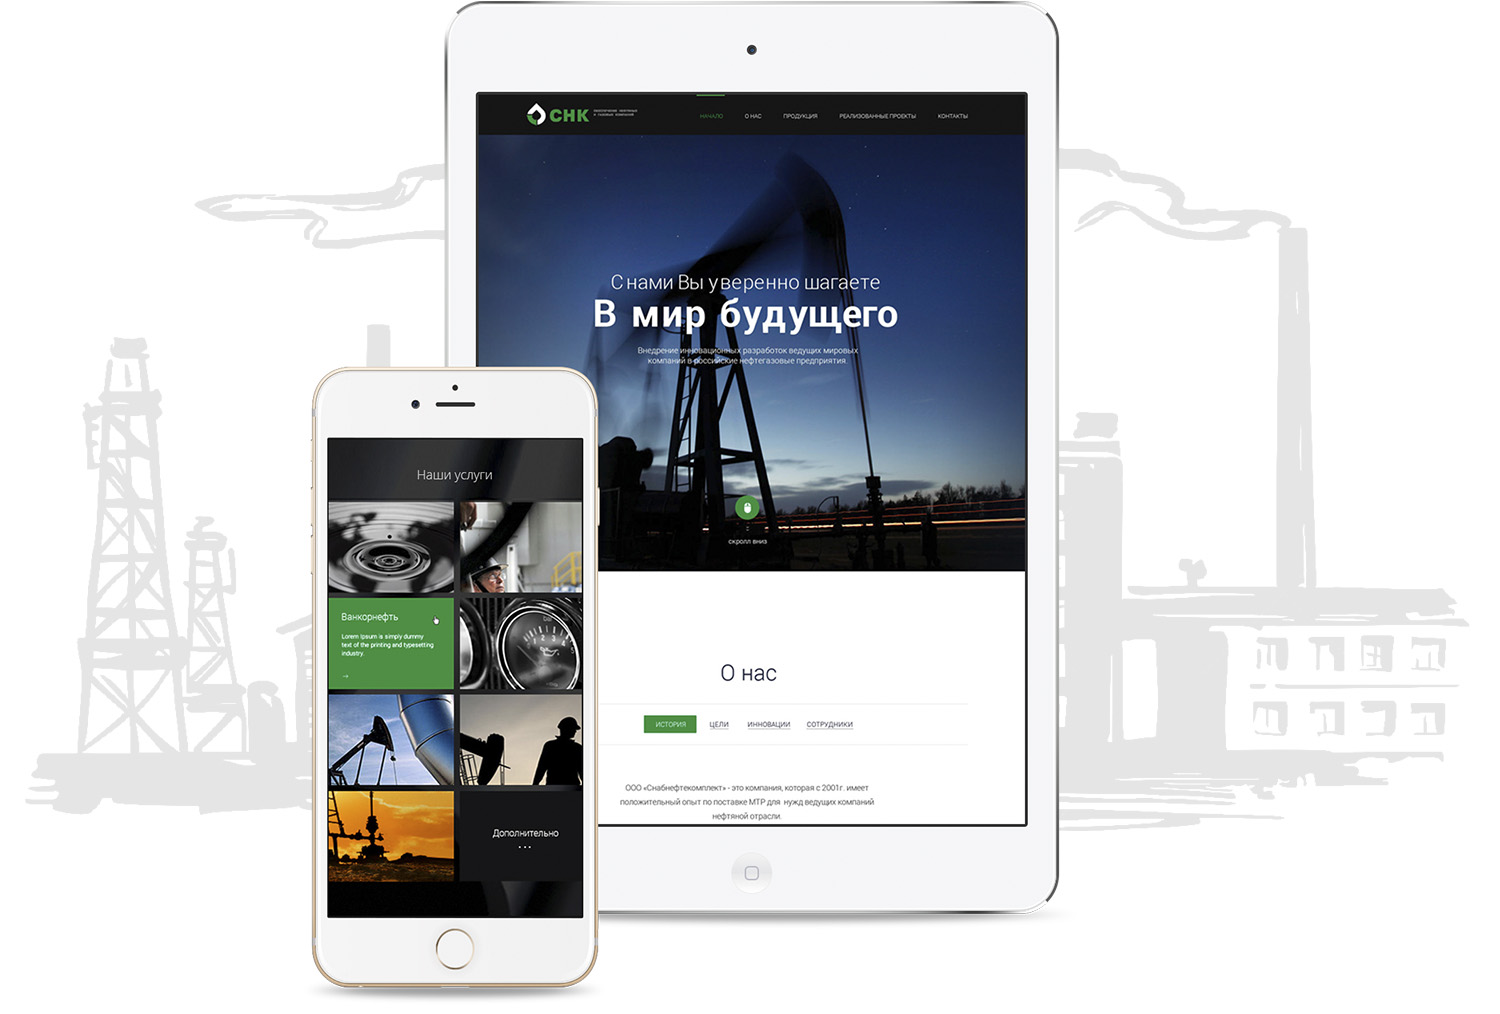 СНК
НАЧАЛО
О НАС
ПРОДУКЦИЯ
РЕАЛИЗОВАННЫЕ ПРОЕКТЫ
КОНТАКТЫ
С нами Вы уверенно шагаете
В мир будущего
Внедрение инновационных разработок ведущих мировых
компаний в российские нефтегазовые предприятия.
скролл вниз
О нас
ИСТОРИЯ
ЦЕЛИ
ИННОВАЦИИ
СОТРУДНИКИ
ООО «Снабнефтекомплект» - это компания, которая с 2001г. имеет
положительный опыт по поставке МТР для нужд ведущих компаний
нефтяной отрасли.
Наши услуги
Ванкорнефть
Lorem Ipsum is simply dummy
text of the printing and typesetting
industry.
Дополнительно
...